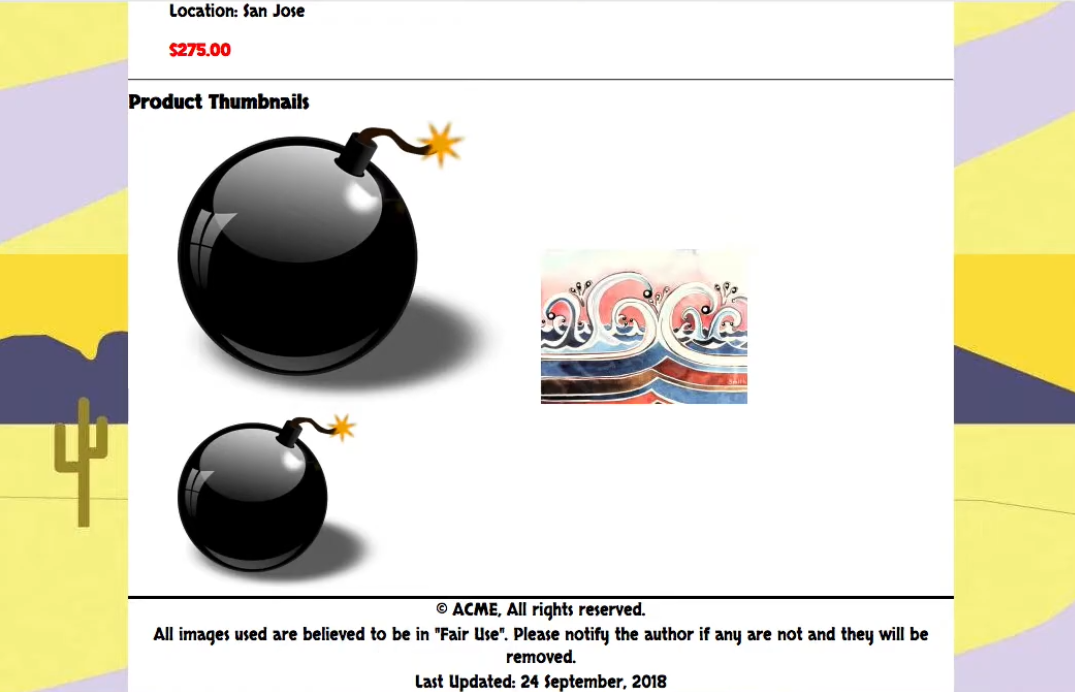 Location: San Jose
$275.00
Product Thumbnails
© ACME, All rights reserved.
All images used are believed to be in "Fair Use". Please notify the author if any are not and they will be
removed.
Last Updated: 24 September, 2018